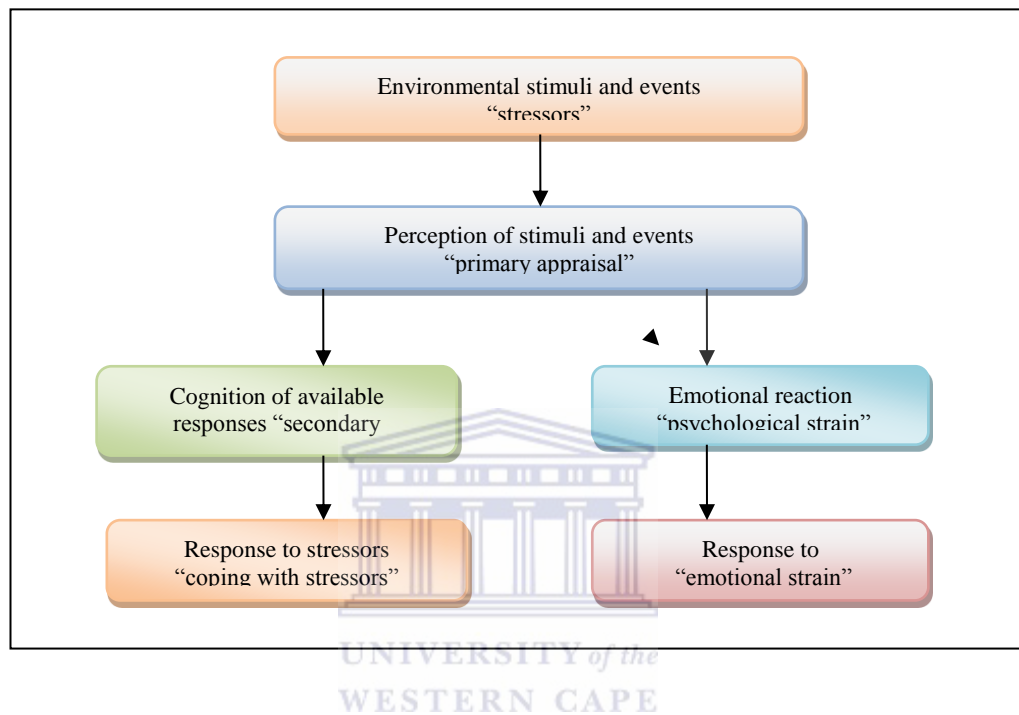 Environmental stimuli and events
“stressors”
Perception of stimuli and events
“primary appraisal”
Cognition of available
responses “secondary
Emotional reaction
“psychological strain”
Response to stressors
“coping with stressors”
Response to
“emotional strain”
UNIVERSITY of the
WESTERN CAPE